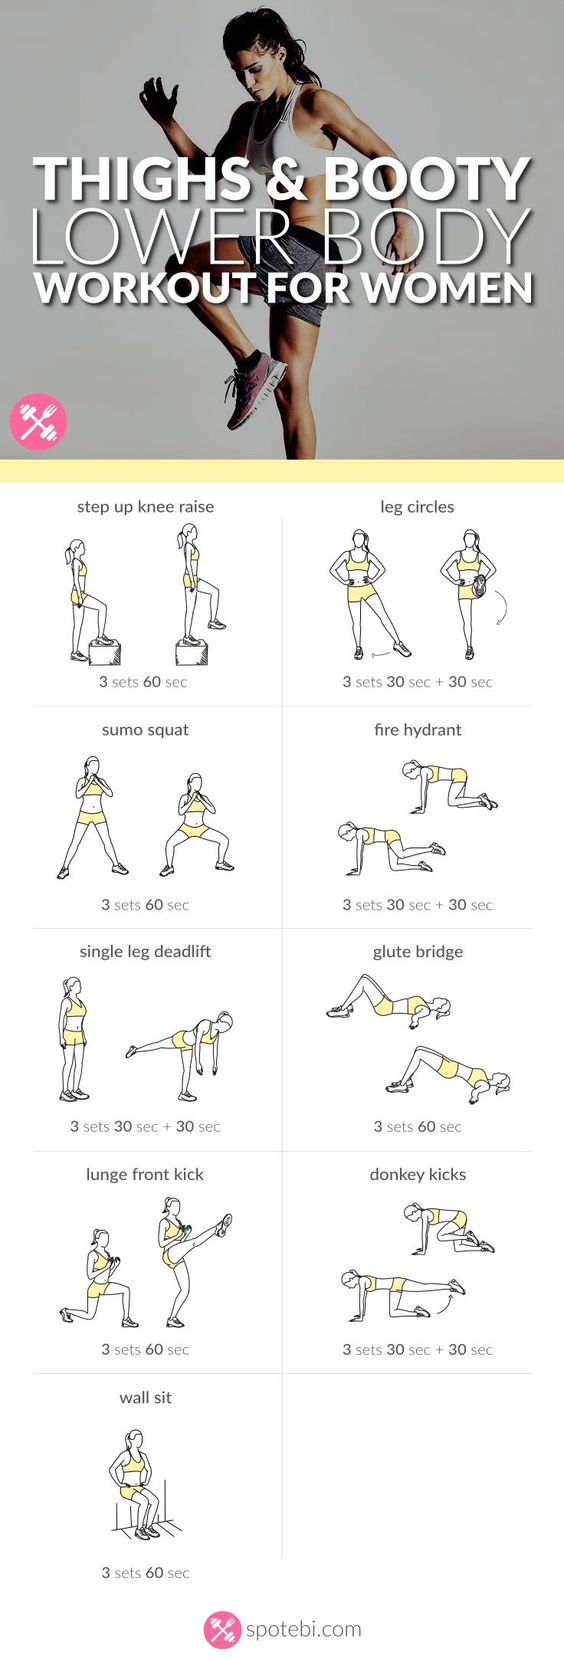 THIGHS & BOOTY
LOWER BODY
WORKOUT FOR WOMEN
step up knee raise
3 sets 60 sec
leg circles
3 sets 30 sec + 30 sec
sumo squat
3 sets 60 sec
fire hydrant
3 sets 30 sec + 30 sec
single leg deadlift
3 sets 30 sec + 30 sec
glute bridge
3 sets 60 sec
lunge front kick
3 sets 60 sec
donkey kicks
3 sets 30 sec + 30 sec
wall sit
3 sets 60 sec
spotebi.com